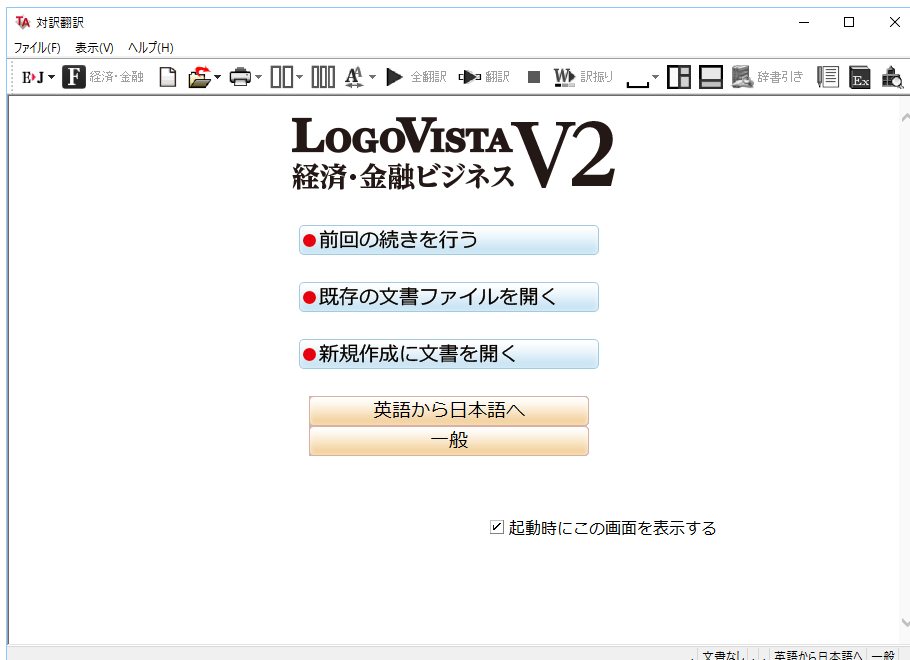 TA 対訳翻訳
ファイル(F) 表示(V) ヘルプ(H)
E▸J F 経済・金融 A 全翻訳 翻訳 W 訳振り 辞書引き Ex
LOGOVISTA V2
経済・金融ビジネス
●前回の続きを行う
●既存の文書ファイルを開く
●新規作成に文書を開く
英語から日本語へ
一般
起動時にこの画面を表示する
文書なし . . 英語から日本語へ 一般